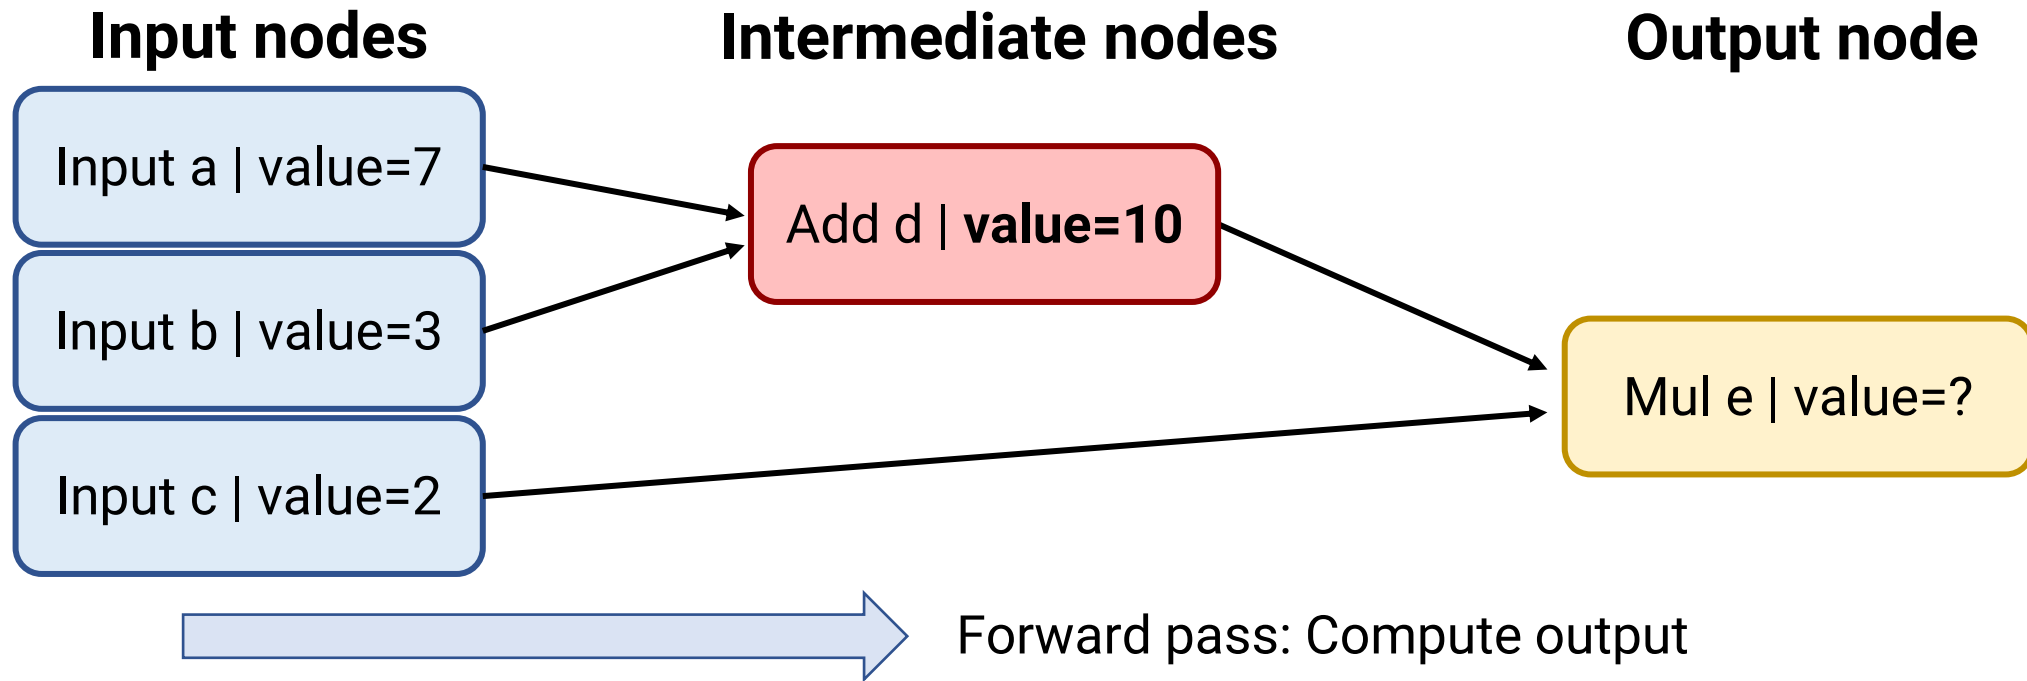 Input nodes
Intermediate nodes
Output node
Input a | value=7
Add d | value=10
Input b | value=3
Mul e | value=?
Input c | value=2
Forward pass: Compute output